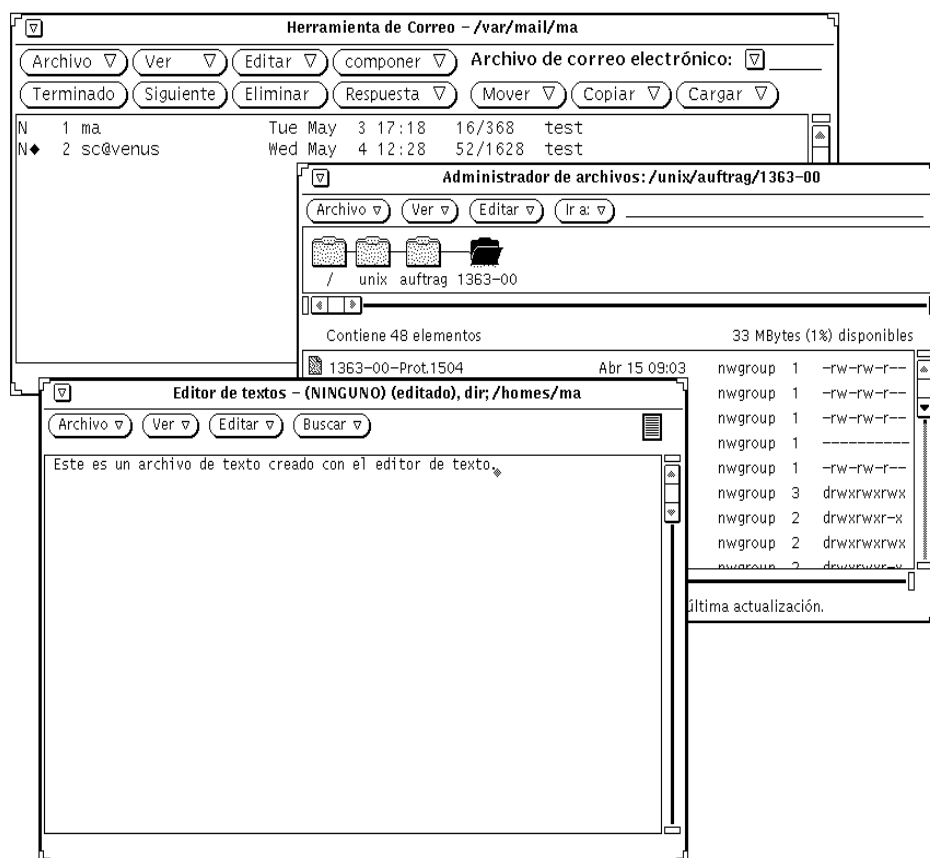 Herramienta de Correo – /var/mail/ma
Archivo Ver Editar componer Archivo de correo electrónico:
Terminado Siguiente Eliminar Respuesta Mover Copiar Cargar
N 1 ma Tue May 3 17:18 16/368 test
N◆ 2 sc@venus Wed May 4 12:28 52/1628 test
Administrador de archivos: /unix/auftrag/1363–00
Archivo Ver Editar Ir a:
/ unix auftrag 1363–00
Contiene 48 elementos 33 MBytes (1%) disponibles
1363–00–Prot.1504 Abr 15 09:03 nwgroup 1 –rw–rw–r––
nwgroup 1 –rw–rw–r––
nwgroup 1 –rw–rw–r––
nwgroup 1 ––––––––––
nwgroup 1 –rw–rw–r––
nwgroup 3 drwxrwxrwx
nwgroup 2 drwxrwxr–x
nwgroup 2 drwxrwxrwx
nwgroup 2 drwxrwxr–x
última actualización.
Editor de textos – (NINGUNO) (editado), dir; /homes/ma
Archivo Ver Editar Buscar
Este es un archivo de texto creado con el editor de texto.